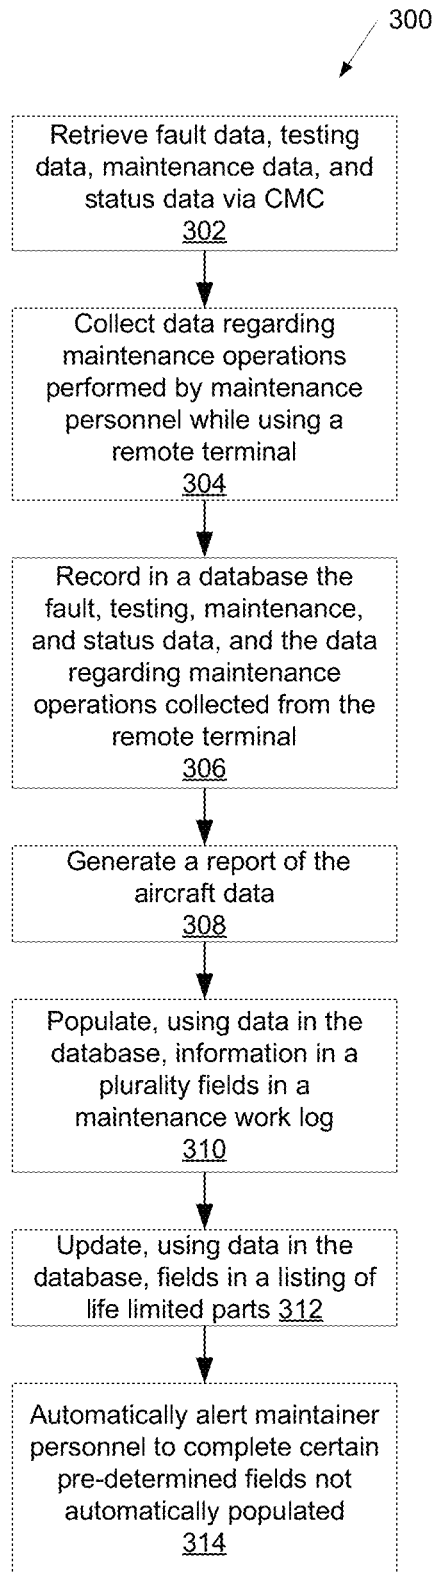 300
Retrieve fault data, testing
data, maintenance data, and
status data via CMC
302
Collect data regarding
maintenance operations
performed by maintenance
personnel while using a
remote terminal
304
Record in a database the
fault, testing, maintenance,
and status data, and the data
regarding maintenance
operations collected from the
remote terminal
306
Generate a report of the
aircraft data
308
Populate, using data in the
database, information in a
plurality fields in a
maintenance work log
310
Update, using data in the
database, fields in a listing of
life limited parts 312
Automatically alert maintainer
personnel to complete certain
pre-determined fields not
automatically populated
314